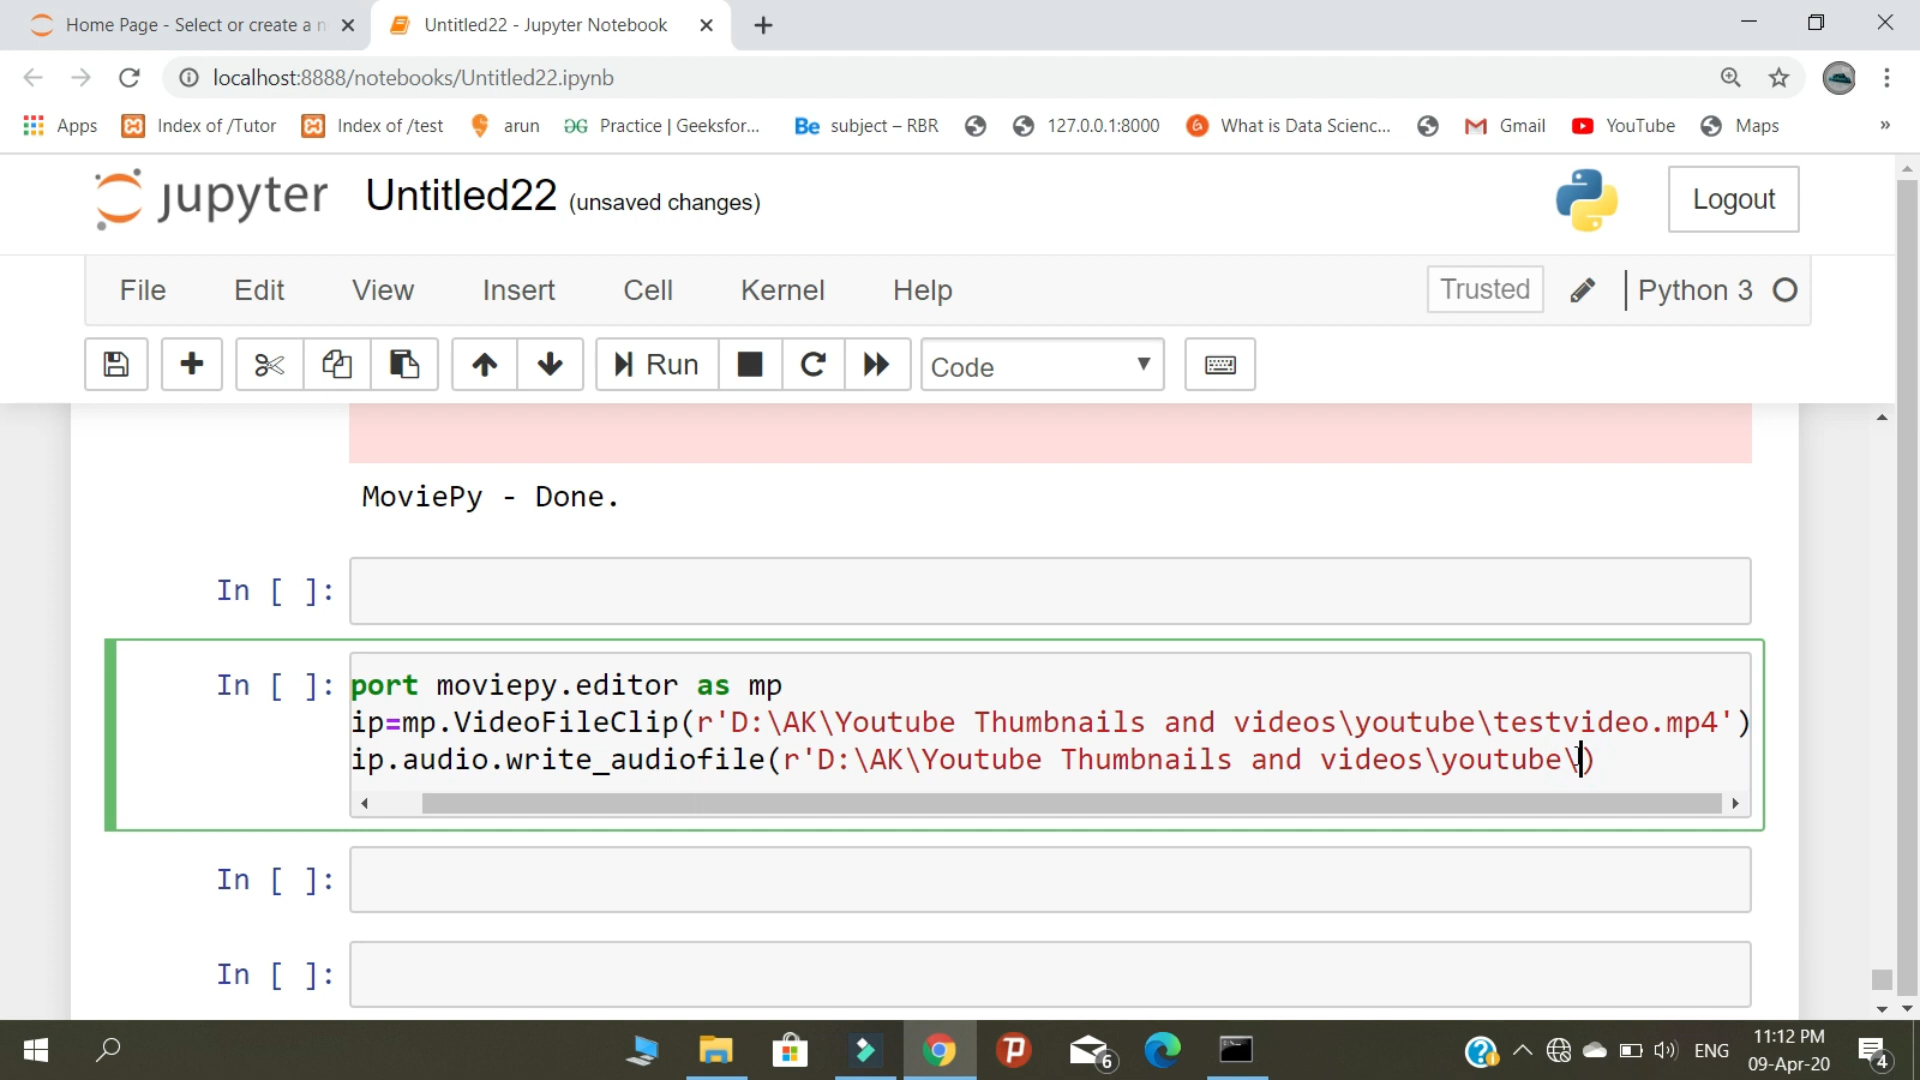 Home Page - Select or create a n
Untitled22 - Jupyter Notebook
localhost:8888/notebooks/Untitled22.ipynb
Apps
Index of /Tutor
Index of /test
arun
Practice | Geeksfor...
Be subject – RBR
127.0.0.1:8000
What is Data Scienc...
Gmail
YouTube
Maps
»
jupyter
Untitled22 (unsaved changes)
Logout
File Edit View Insert Cell Kernel Help
Trusted
Python 3
Run
Code
MoviePy - Done.
In [ ]:
In [ ]: port moviepy.editor as mp
ip=mp.VideoFileClip(r'D:\AK\Youtube Thumbnails and videos\youtube\testvideo.mp4')
ip.audio.write_audiofile(r'D:\AK\Youtube Thumbnails and videos\youtube\)
In [ ]:
In [ ]:
6
ENG
11:12 PM
09-Apr-20
4